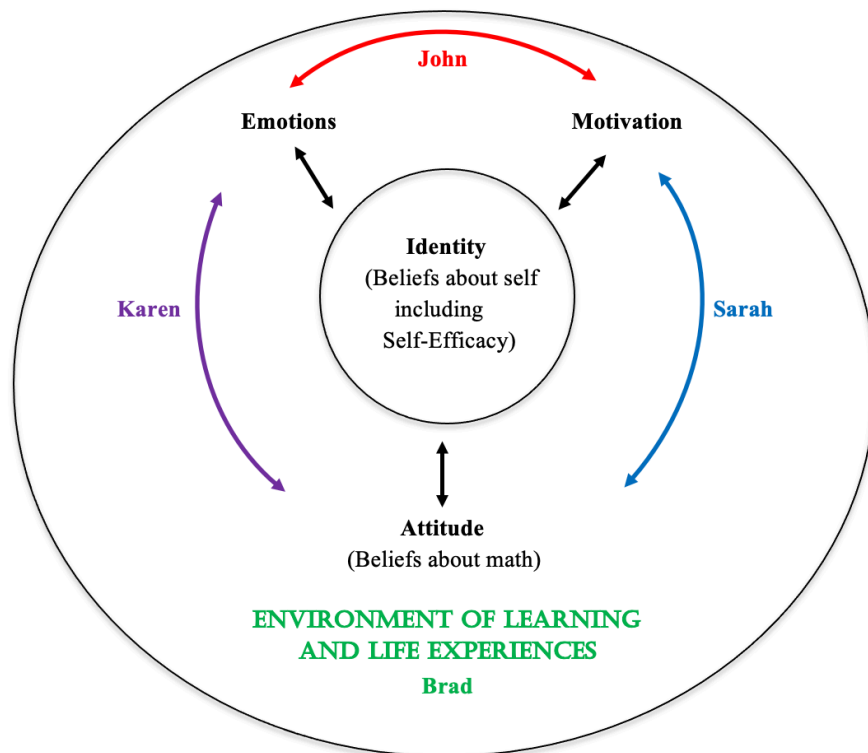 John
Emotions
Motivation
Identity
(Beliefs about self
including
Self-Efficacy)
Karen
Sarah
Attitude
(Beliefs about math)
ENVIRONMENT OF LEARNING
AND LIFE EXPERIENCES
Brad